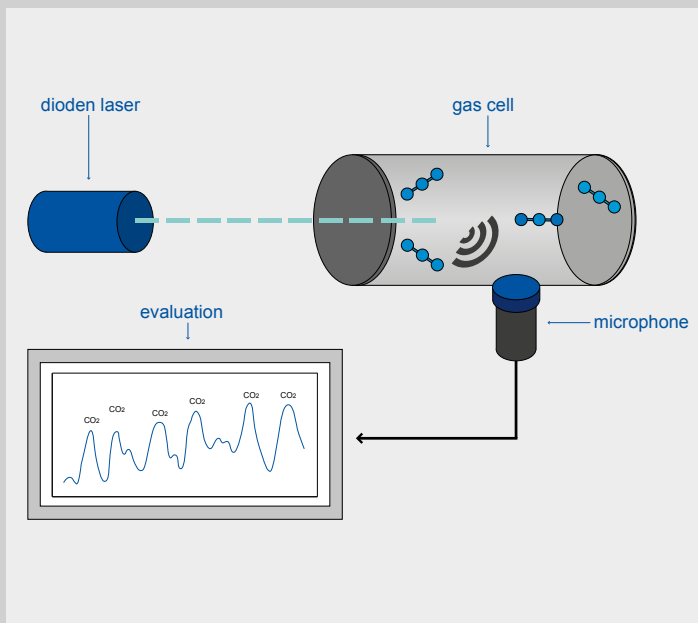 dioden laser
gas cell
evaluation
microphone
CO2
CO2
CO2
CO2
CO2
CO2